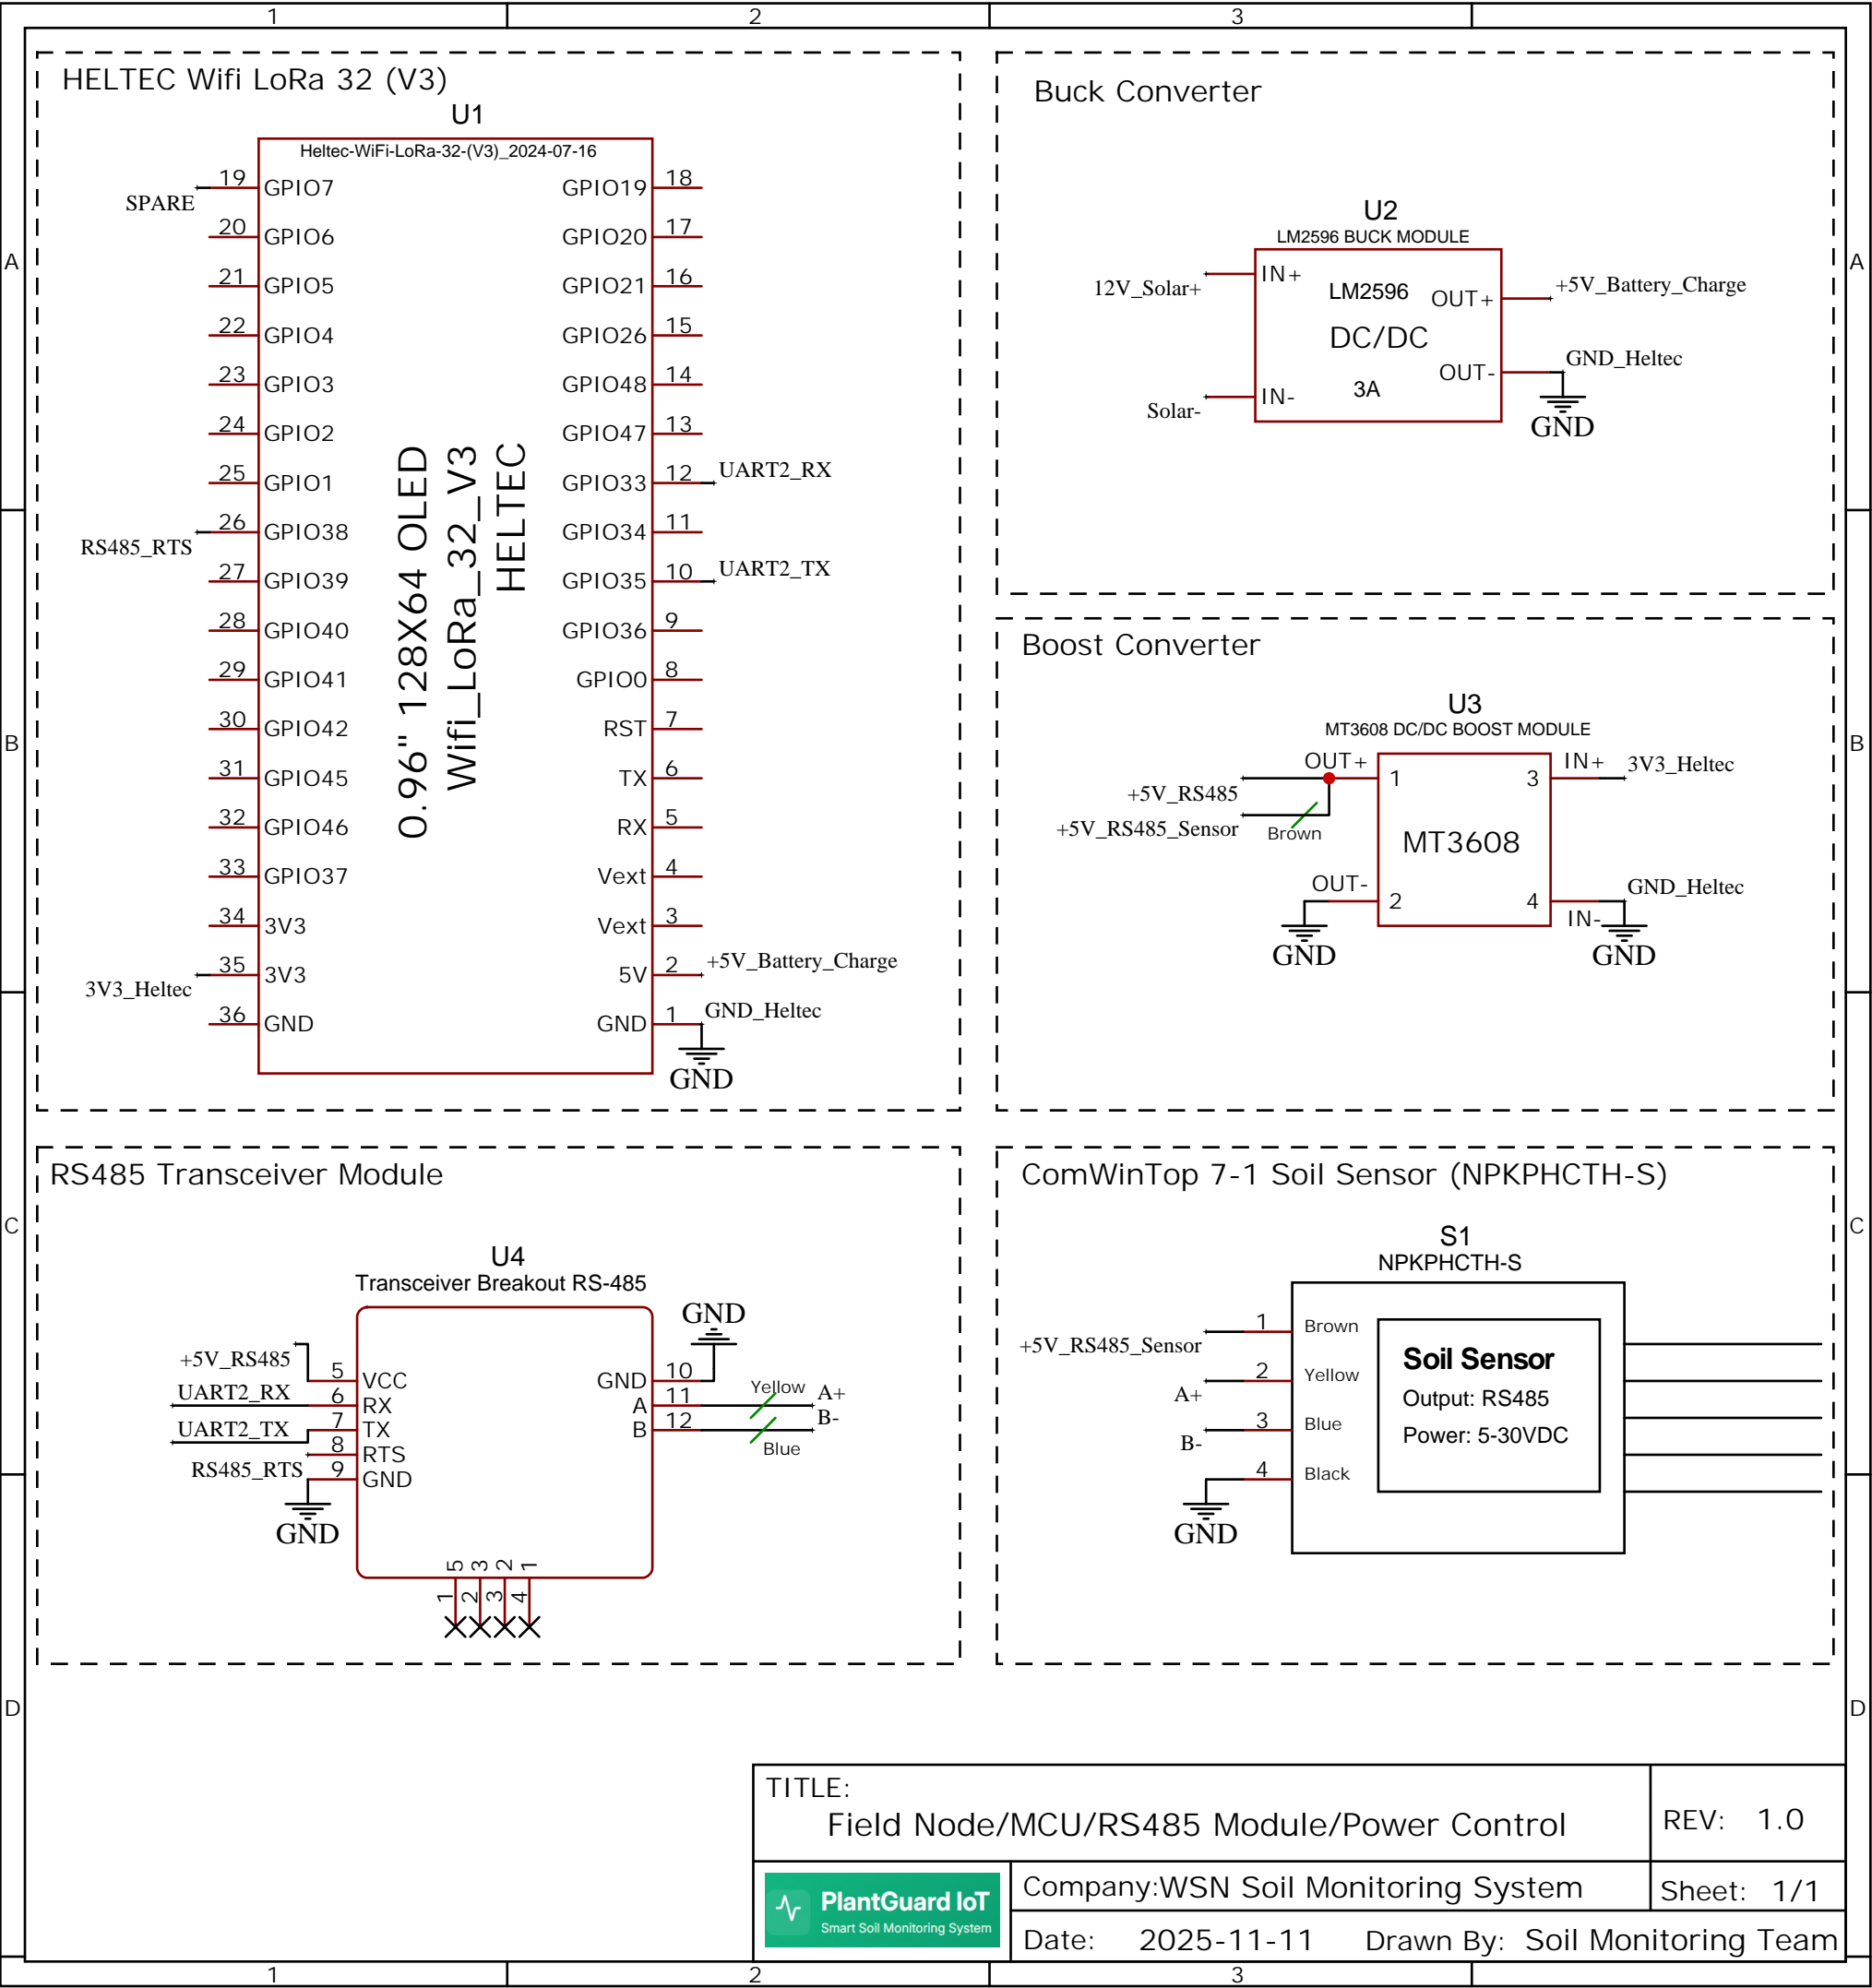 1
2
3
A
B
C
D
HELTEC Wifi LoRa 32 (V3)
U1
Heltec-WiFi-LoRa-32-(V3)_2024-07-16
SPARE
19 GPIO7
20 GPIO6
21 GPIO5
22 GPIO4
23 GPIO3
24 GPIO2
25 GPIO1
RS485_RTS
26 GPIO38
27 GPIO39
28 GPIO40
29 GPIO41
30 GPIO42
31 GPIO45
32 GPIO46
33 GPIO37
34 3V3
3V3_Heltec
35 3V3
36 GND
0.96" 128X64 OLED
Wifi_LoRa_32_V3
HELTEC
GPIO19 18
GPIO20 17
GPIO21 16
GPIO26 15
GPIO48 14
GPIO47 13
GPIO33 12 UART2_RX
GPIO34 11
GPIO35 10 UART2_TX
GPIO36 9
GPIO0 8
RST 7
TX 6
RX 5
Vext 4
Vext 3
5V 2 +5V_Battery_Charge
GND 1 GND_Heltec
GND
Buck Converter
U2
LM2596 BUCK MODULE
12V_Solar+
IN+
LM2596
OUT+
+5V_Battery_Charge
DC/DC
GND_Heltec
OUT-
3A
Solar-
IN-
GND
Boost Converter
U3
MT3608 DC/DC BOOST MODULE
OUT+
1
3
IN+
3V3_Heltec
+5V_RS485
+5V_RS485_Sensor
Brown
MT3608
OUT-
2
4
GND_Heltec
IN-
GND
GND
RS485 Transceiver Module
U4
Transceiver Breakout RS-485
GND
+5V_RS485
5 VCC
UART2_RX
6 RX
UART2_TX
7 TX
8 RTS
RS485_RTS
9 GND
GND
GND 10
A 11 Yellow A+
B 12 Blue B-
5 3 2 1
1 2 3 4
ComWinTop 7-1 Soil Sensor (NPKPHCTH-S)
S1
NPKPHCTH-S
+5V_RS485_Sensor
1 Brown
A+
2 Yellow
B-
3 Blue
4 Black
GND
Soil Sensor
Output: RS485
Power: 5-30VDC
TITLE:
Field Node/MCU/RS485 Module/Power Control
REV: 1.0
PlantGuard IoT
Smart Soil Monitoring System
Company:WSN Soil Monitoring System
Sheet: 1/1
Date: 2025-11-11 Drawn By: Soil Monitoring Team
A
B
C
D
1
2
3